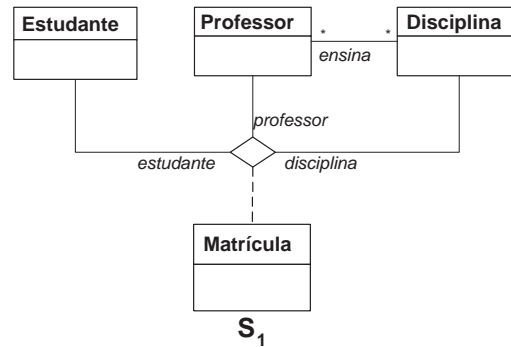 Estudante
Professor
Disciplina
* *
ensina
professor
estudante
disciplina
Matrícula
S₁